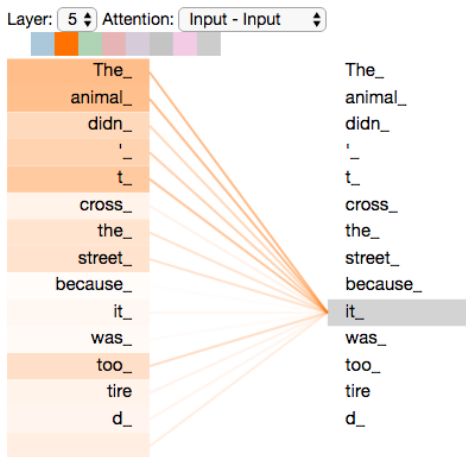 Layer: 5 Attention: Input - Input
The_ The_
animal_ animal_
didn_ didn_
'_ '_
t_ t_
cross_ cross_
the_ the_
street_ street_
because_ because_
it_ it_
was_ was_
too_ too_
tire tire
d_ d_